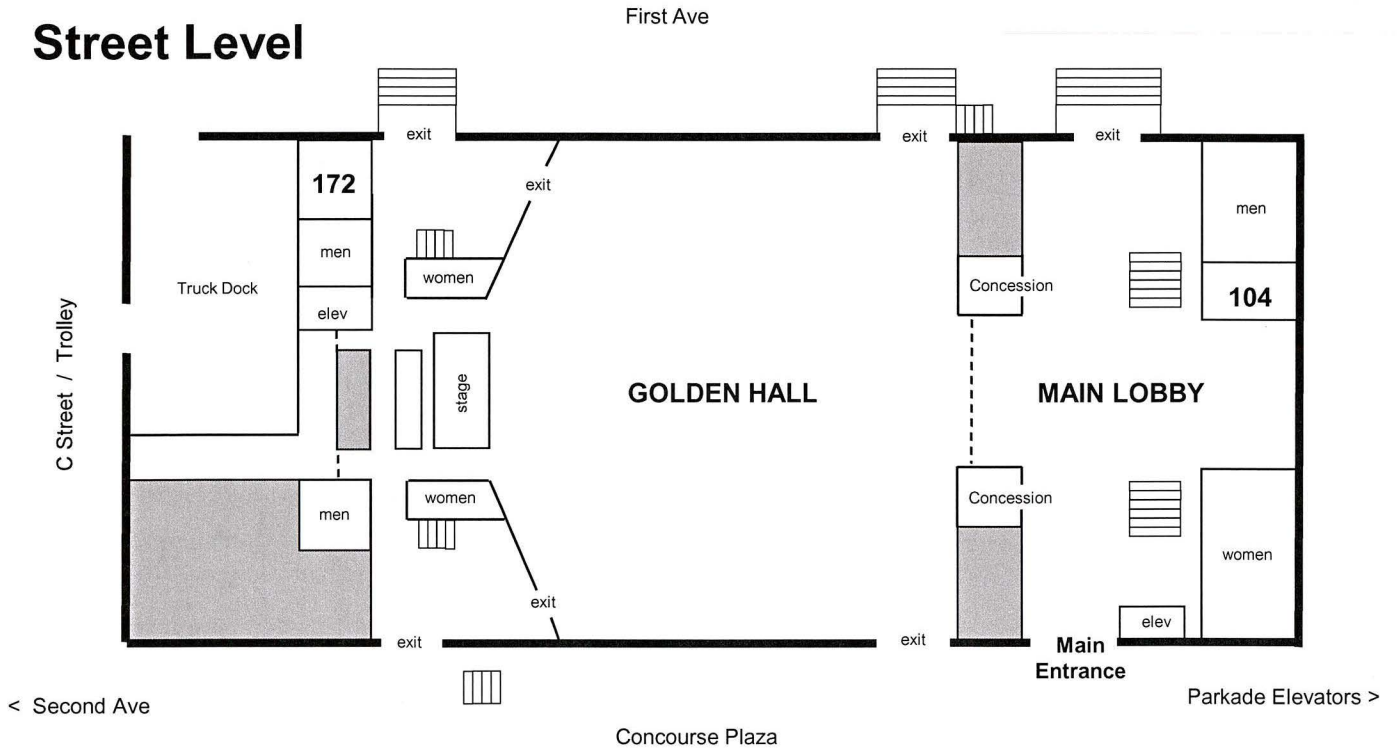 First Ave
Street Level
exit
exit
exit
172
exit
men
men
women
Concession
Truck Dock
elev
104
C Street / Trolley
stage
GOLDEN HALL
MAIN LOBBY
women
Concession
men
women
exit
elev
exit
exit
Main
Entrance
< Second Ave
Parkade Elevators >
Concourse Plaza